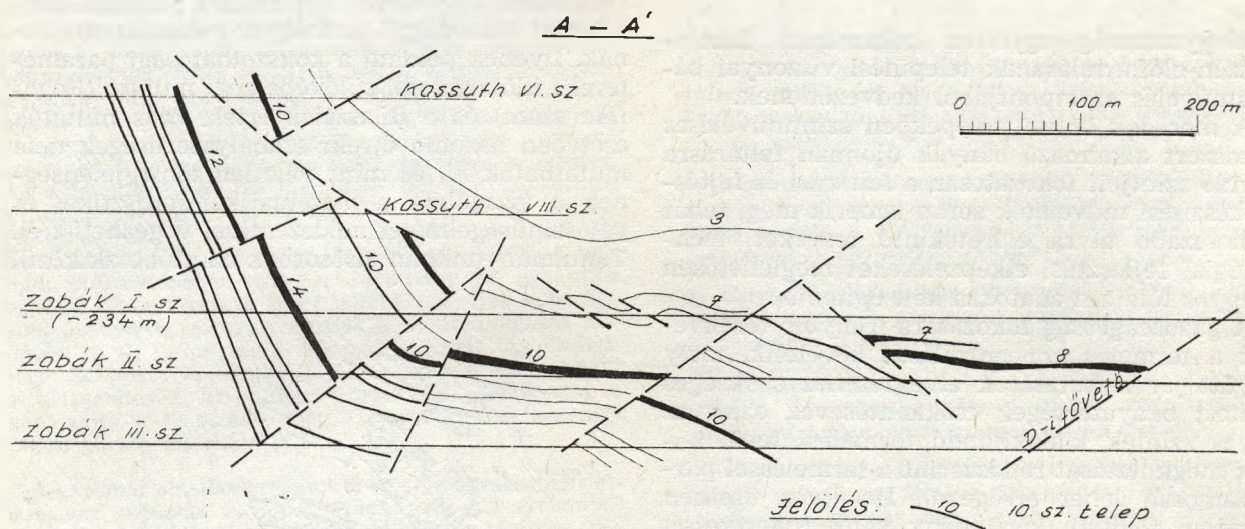 A – A'
Kossuth VI. sz
0 100 m 200 m
10
12
Kossuth VIII. sz
3
10
10
14
Zobák I. sz
(-234 m)
7
7
Zobák II. sz
10
10
8
Zobák III. sz
10
D-i fővető
Jelölés: 10 10. sz. telep